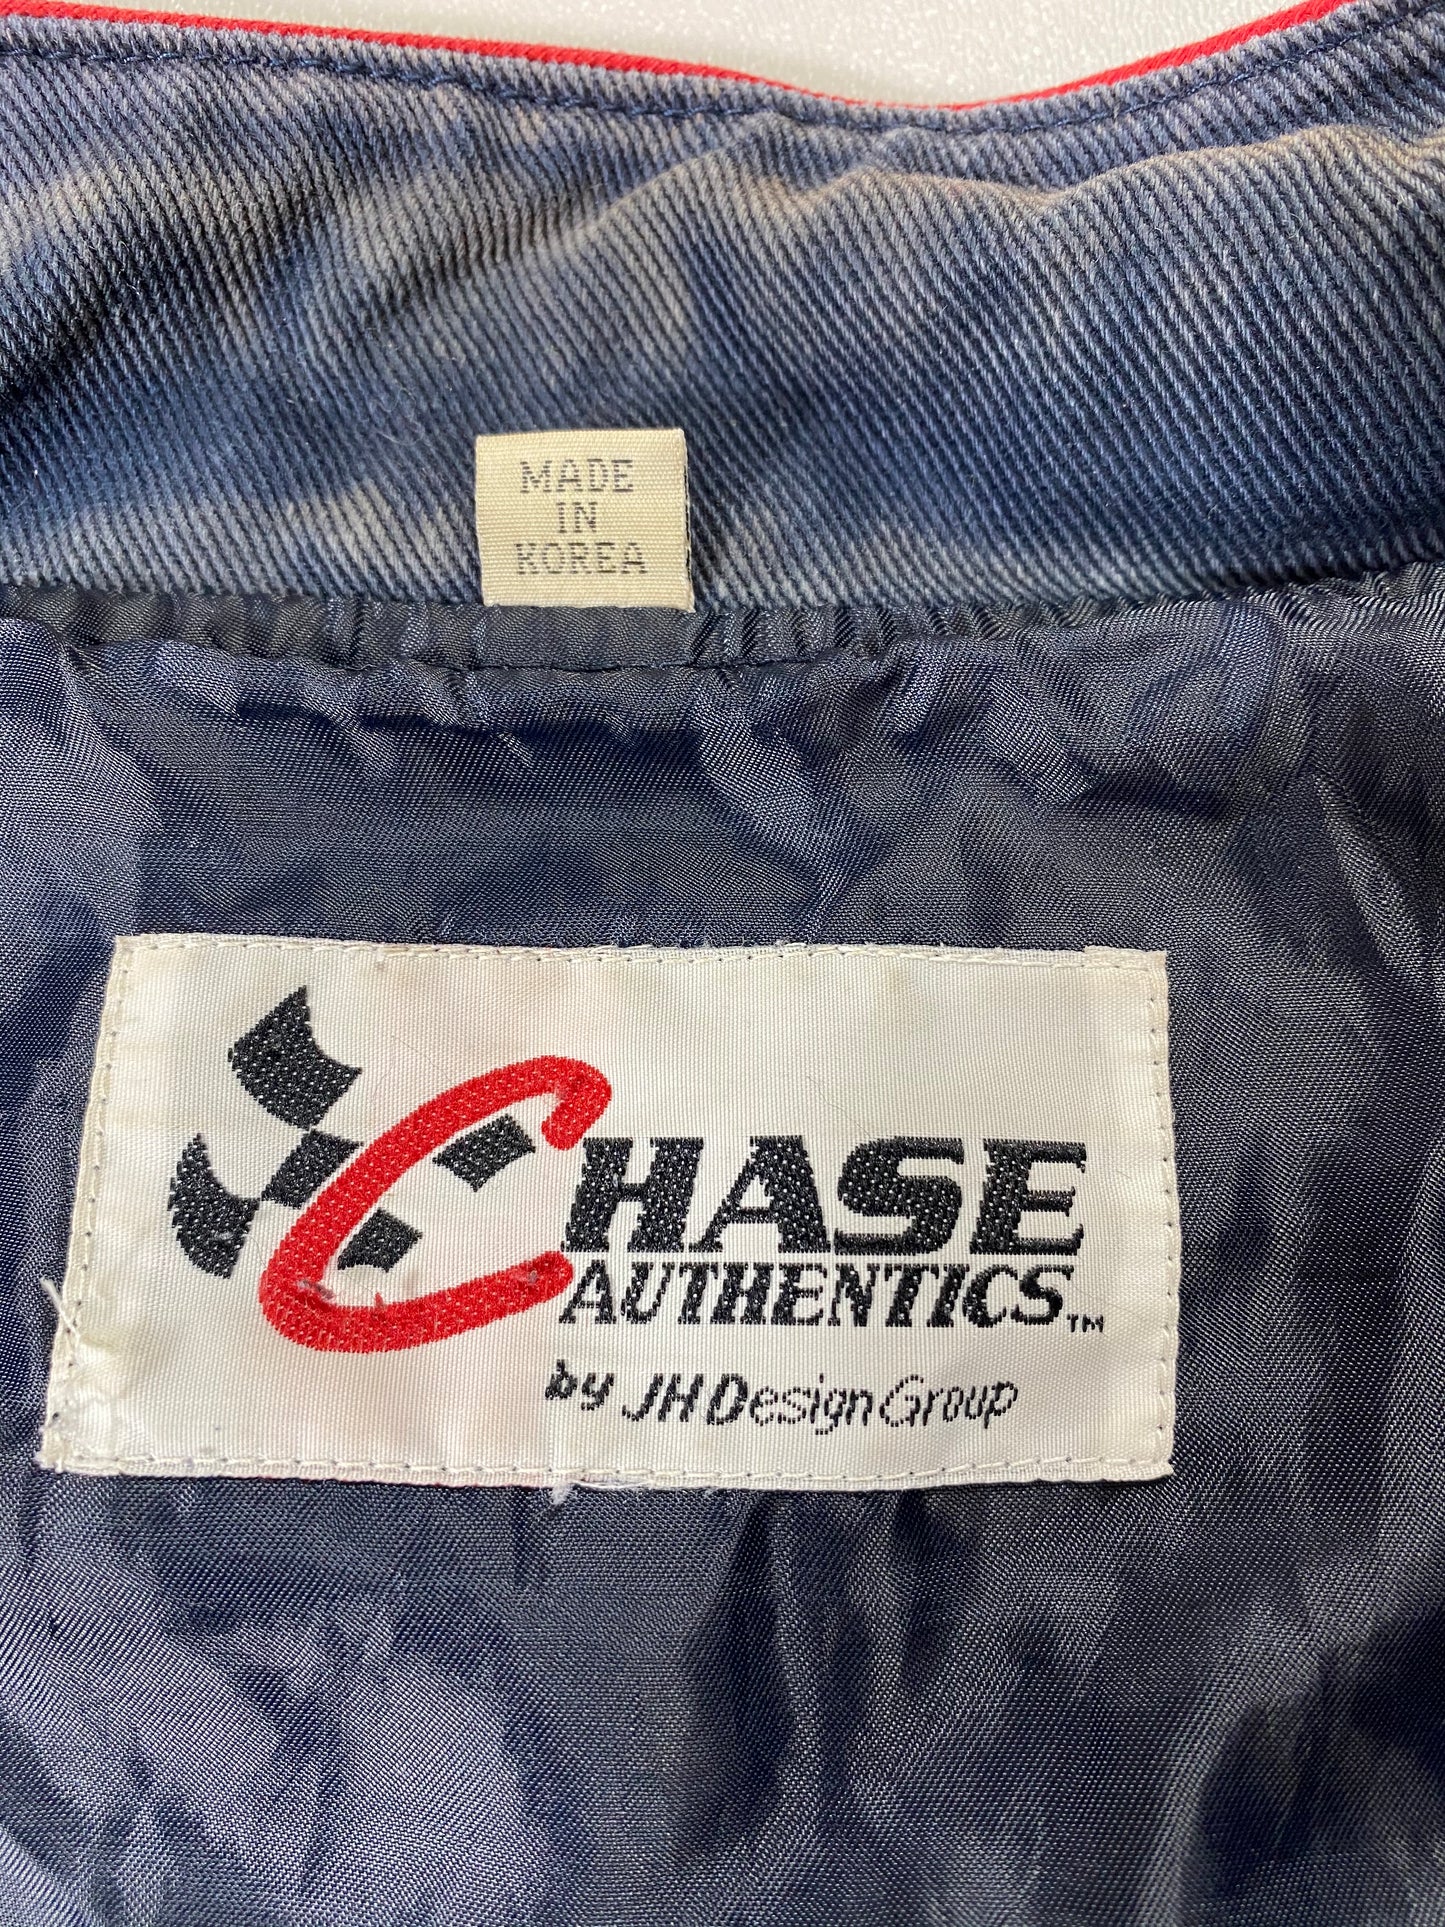 MADE
IN
KOREA
CHASE
AUTHENTICS™
by JH Design Group